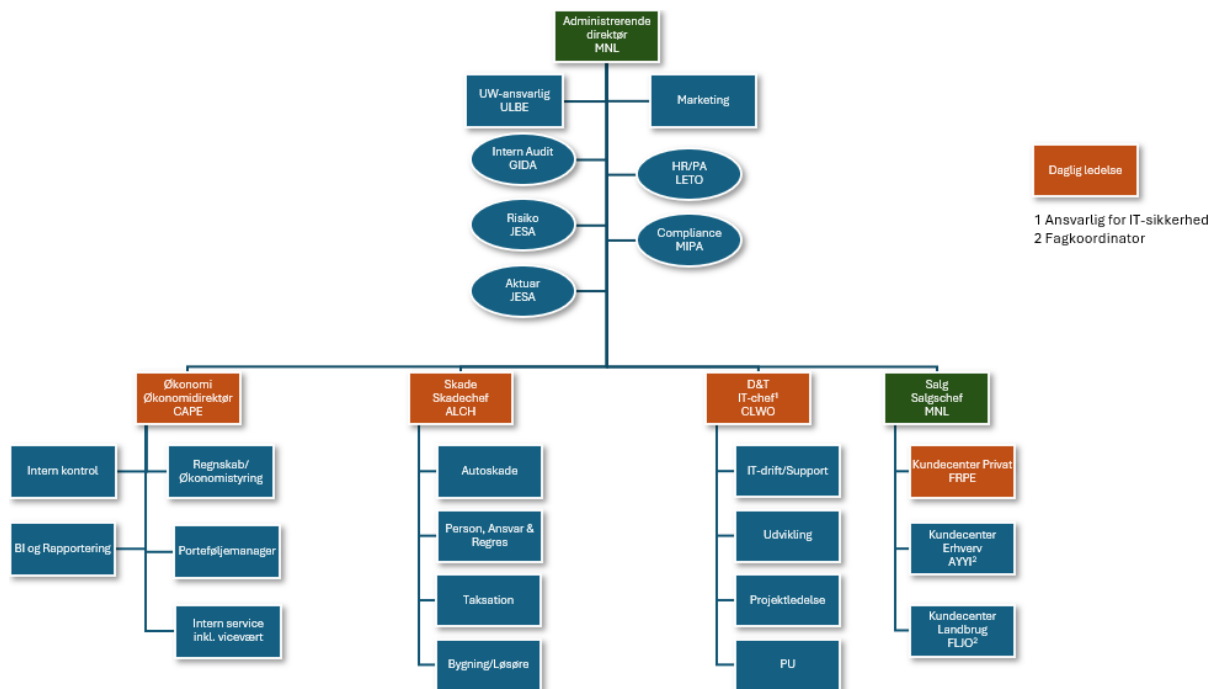 Administrerende
direktør
MNL
UW-ansvarlig
ULBE
Marketing
Intern Audit
GIDA
HR/PA
LETO
Risiko
JESA
Compliance
MIPA
Aktuar
JESA
Daglig ledelse
1 Ansvarlig for IT-sikkerhed
2 Fagkoordinator
Økonomi
Økonomidirektør
CAPE
Intern kontrol
Regnskab/
Økonomistyring
BI og Rapportering
Porteføljemanager
Intern service
inkl. vicevært
Skade
Skadechef
ALCH
Autoskade
Person, Ansvar &
Regres
Taksation
Bygning/Løsøre
D&T
IT-chef¹
CLWO
IT-drift/Support
Udvikling
Projektledelse
PU
Salg
Salgschef
MNL
Kundecenter Privat
FRPE
Kundecenter
Erhverv
AYYI²
Kundecenter
Landbrug
FLJO²